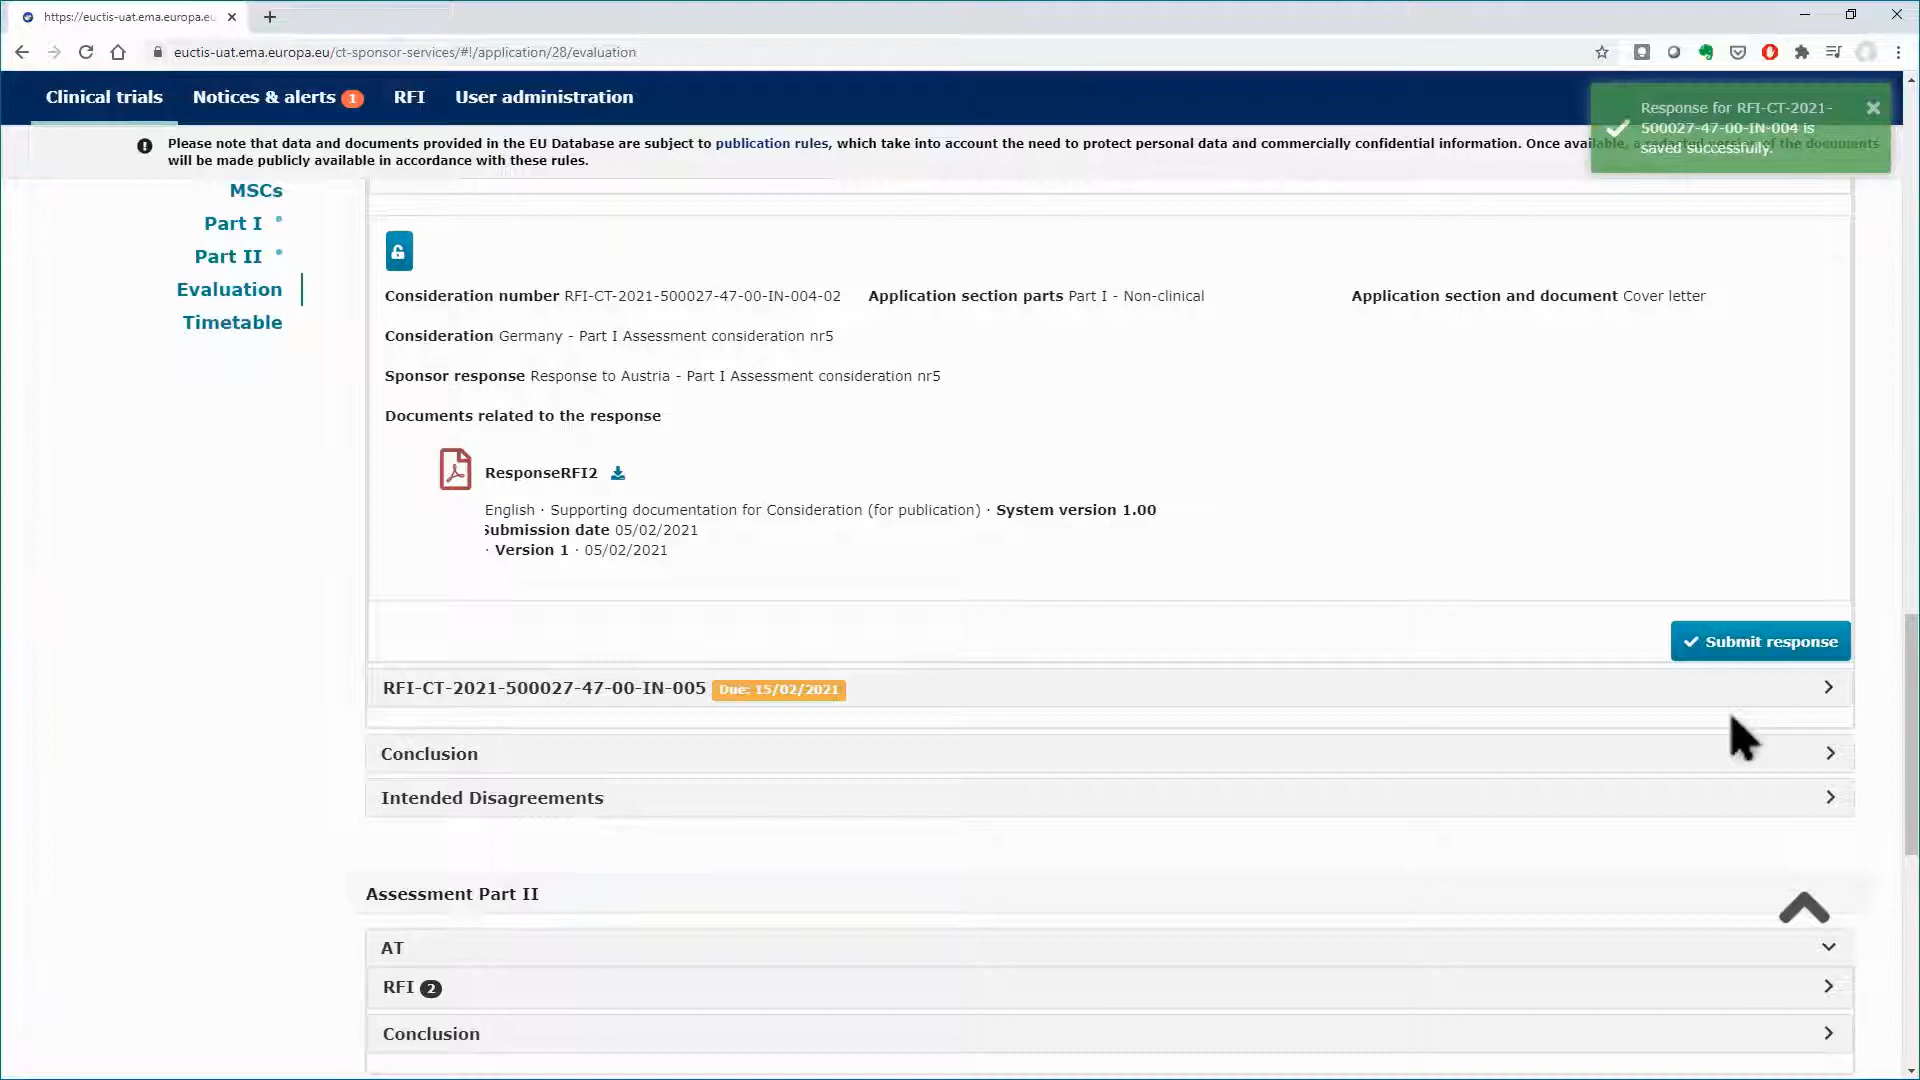 https://euctis-uat.ema.europa.eu
euctis-uat.ema.europa.eu/ct-sponsor-services/#!/application/28/evaluation
Clinical trials
Notices & alerts 1
RFI
User administration
Response for RFI-CT-2021-
500027-47-00-IN-004 is
saved successfully.
Please note that data and documents provided in the EU Database are subject to publication rules, which take into account the need to protect personal data and commercially confidential information. Once available, a redacted version of the documents
will be made publicly available in accordance with these rules.
MSCs
Part I
Part II
Evaluation
Timetable
Consideration number RFI-CT-2021-500027-47-00-IN-004-02
Application section parts Part I - Non-clinical
Application section and document Cover letter
Consideration Germany - Part I Assessment consideration nr5
Sponsor response Response to Austria - Part I Assessment consideration nr5
Documents related to the response
ResponseRFI2
English · Supporting documentation for Consideration (for publication) · System version 1.00
Submission date 05/02/2021
· Version 1 · 05/02/2021
Submit response
RFI-CT-2021-500027-47-00-IN-005 Due: 15/02/2021
Conclusion
Intended Disagreements
Assessment Part II
AT
RFI 2
Conclusion